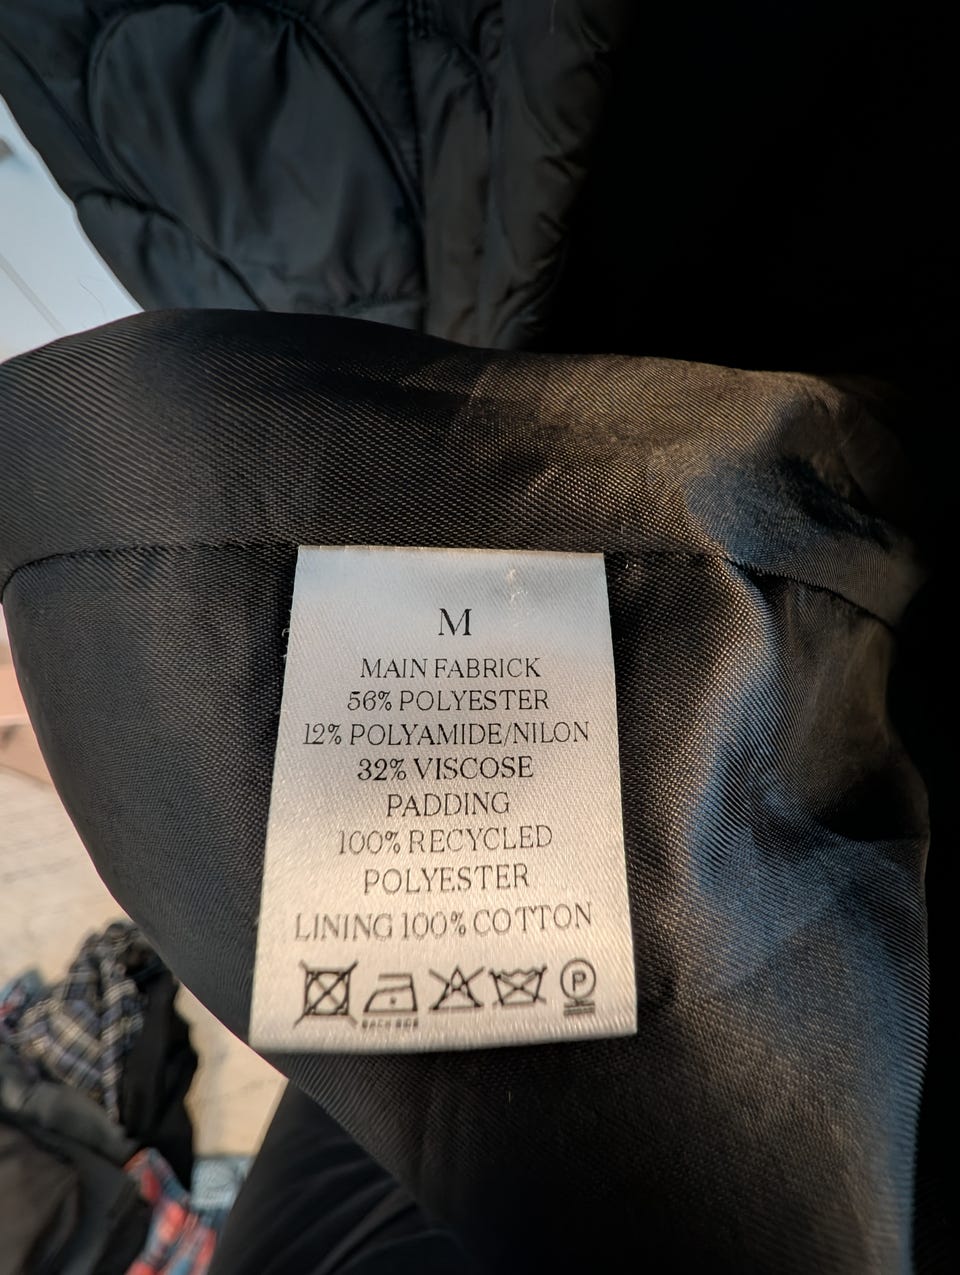 M
MAIN FABRICK
56% POLYESTER
12% POLYAMIDE/NILON
32% VISCOSE
PADDING
100% RECYCLED
POLYESTER
LINING 100% COTTON
P